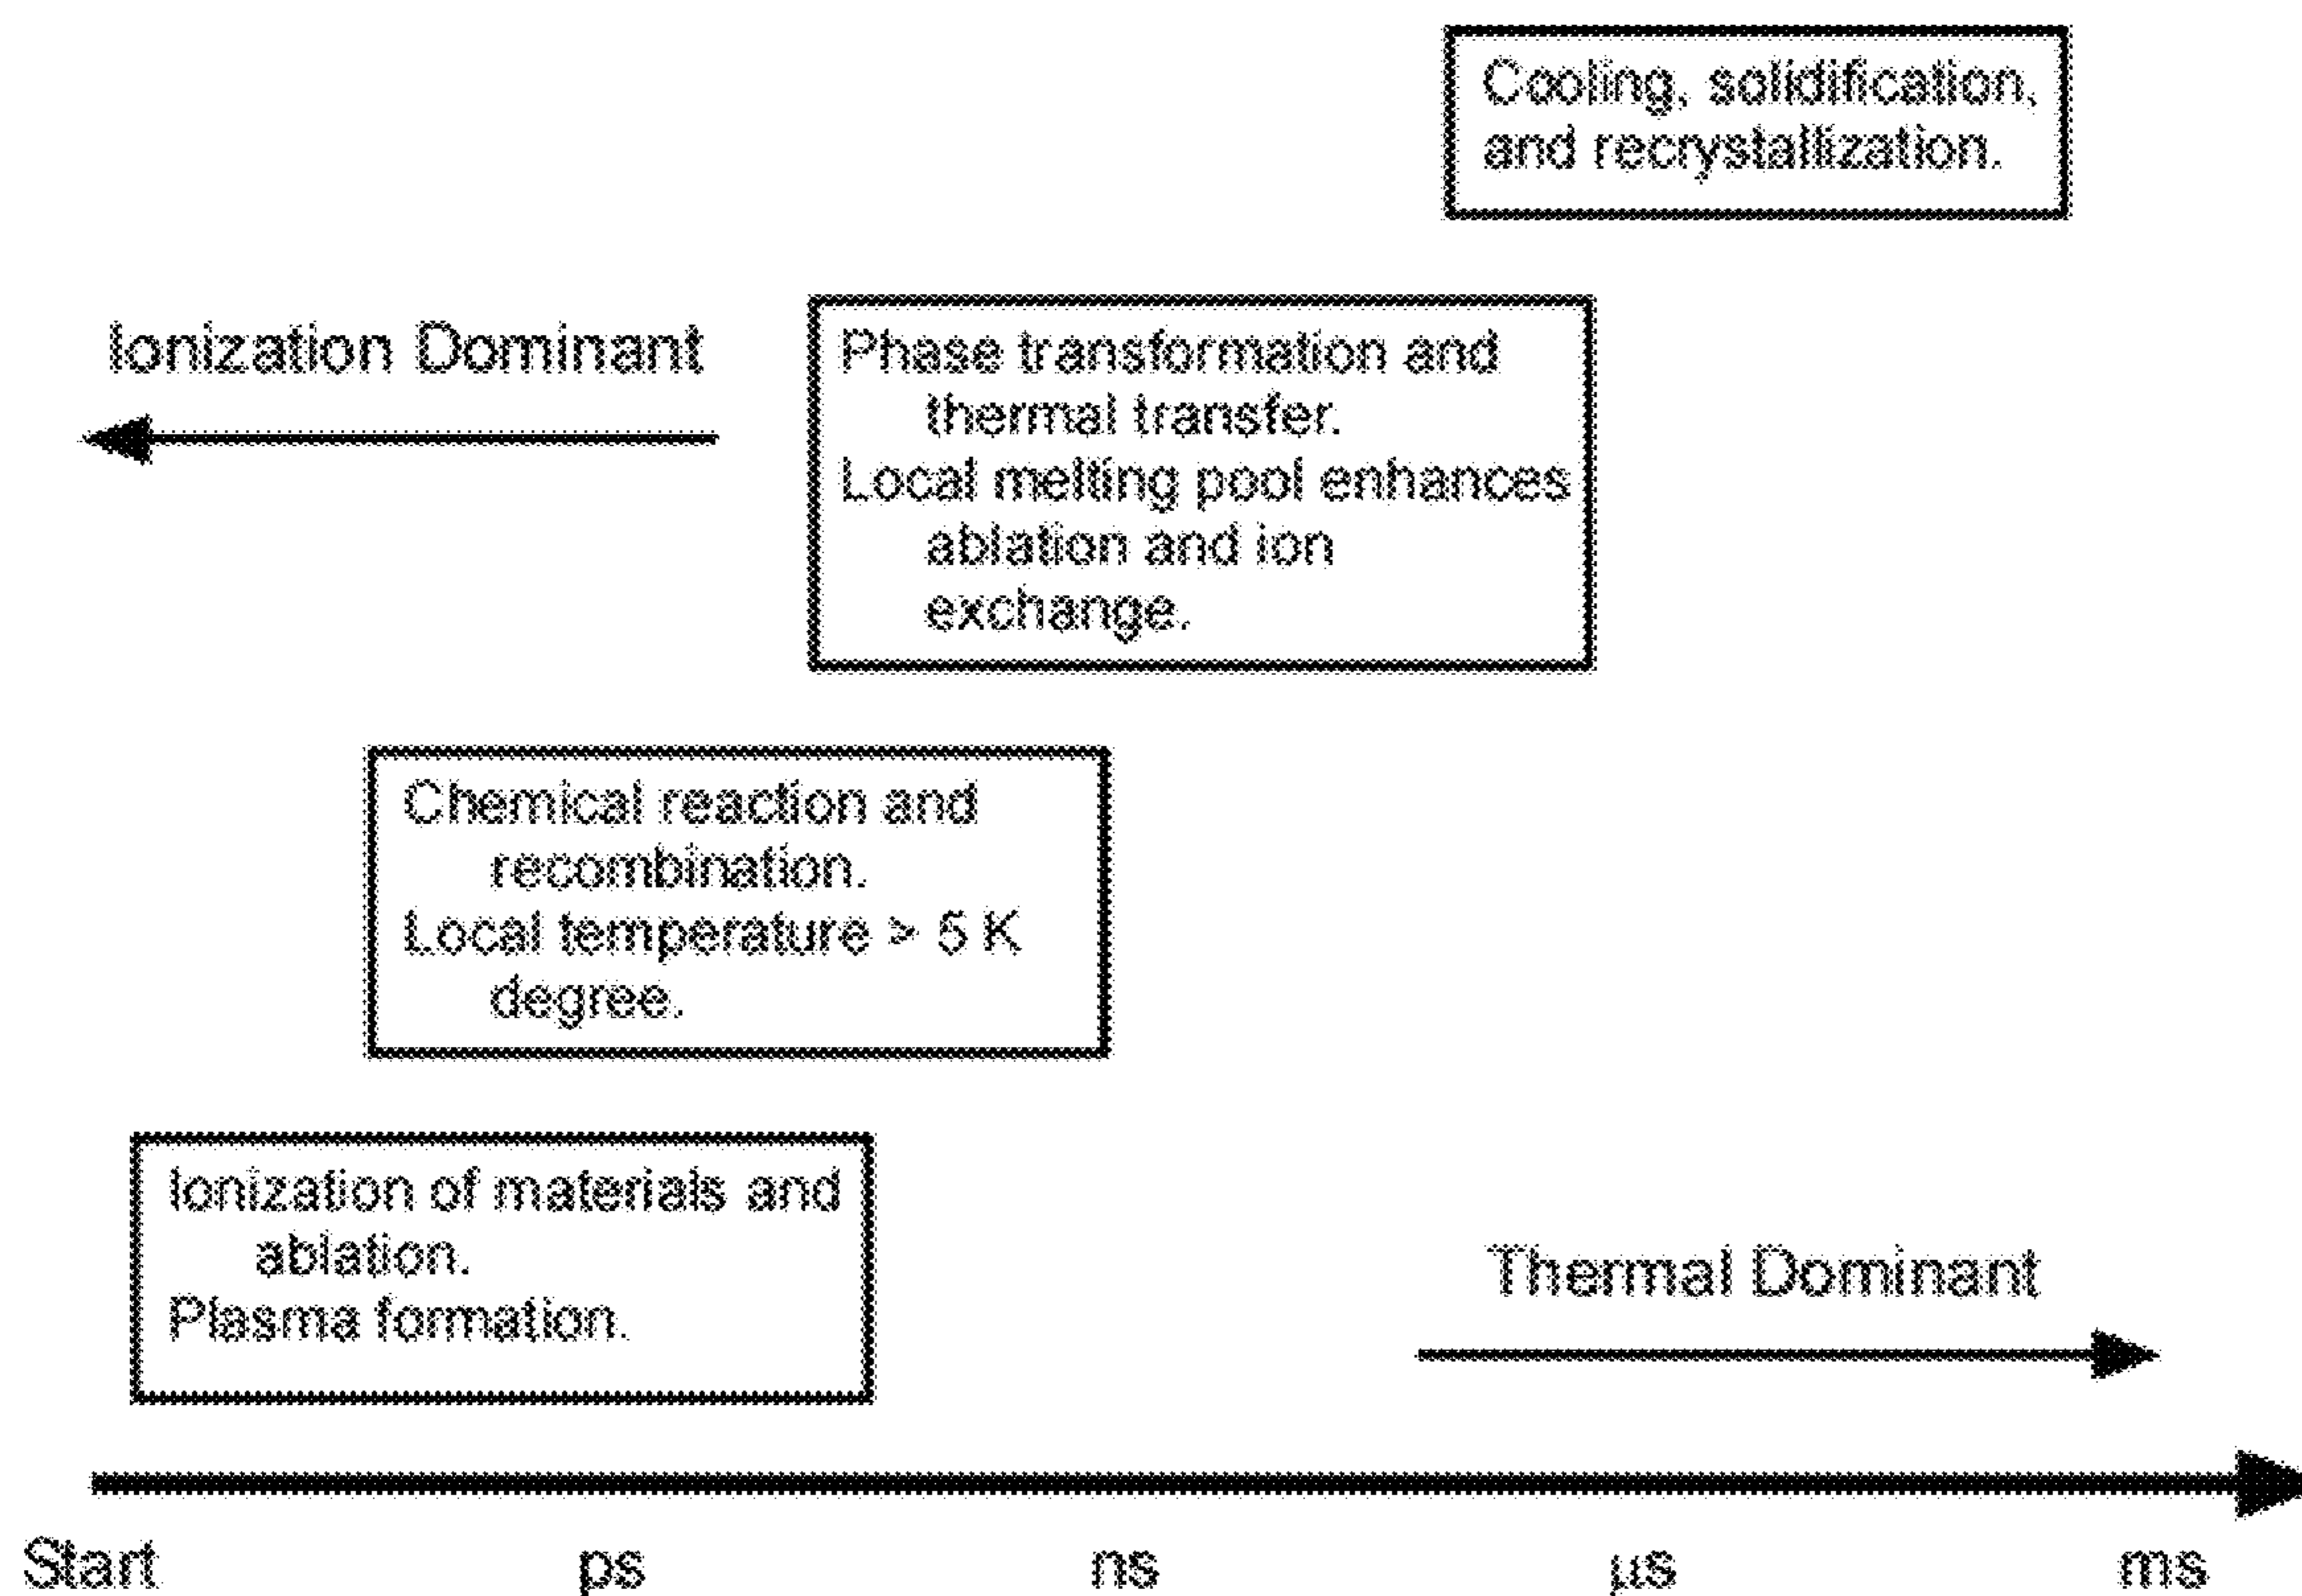 Cooling, solidification,
and recrystallization.
Ionization Dominant
Phase transformation and
thermal transfer.
Local melting pool enhances
ablation and ion
exchange.
Chemical reaction and
recombination.
Local temperature > 5 K
degree.
Ionization of materials and
ablation.
Plasma formation.
Thermal Dominant
Start ps ns µs ms